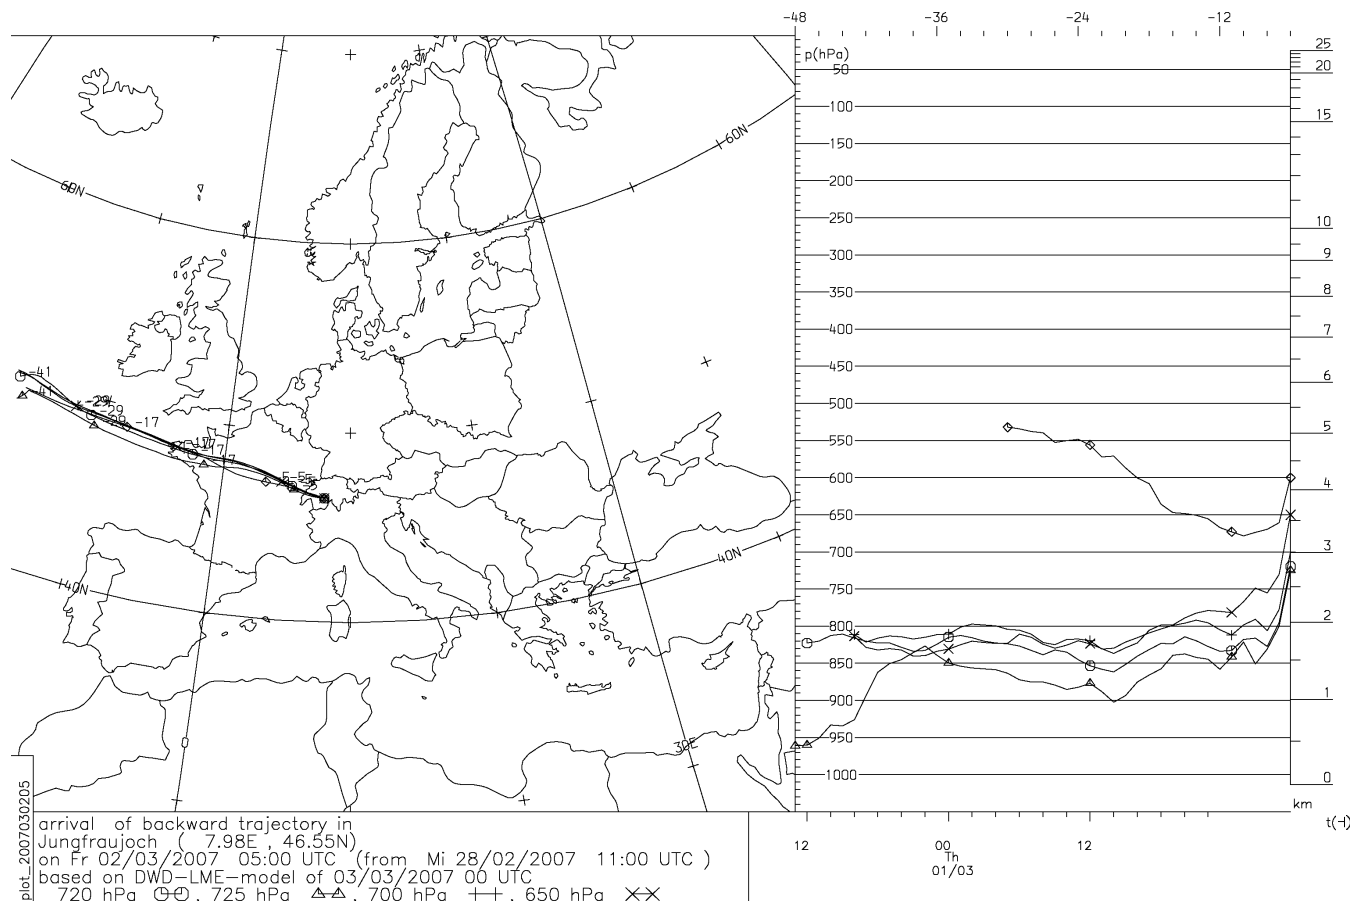 -48 -36 -24 -12
p(hPa)
50
100
150
200
250
300
350
400
450
500
550
600
650
700
750
800
850
900
950
1000
25
20
15
10
9
8
7
6
5
4
3
2
1
0
km
t(H)
12 00 12
Th
01/03
60N
60N
40N
40N
0
30E
-41
-41
-29
-29
-17
-17
-17
plot_2007030205
arrival of backward trajectory in
Jungfraujoch ( 7.98E , 46.55N)
on Fr 02/03/2007 05:00 UTC (from Mi 28/02/2007 11:00 UTC )
based on DWD-LME-model of 03/03/2007 00 UTC
720 hPa , 725 hPa , 700 hPa , 650 hPa